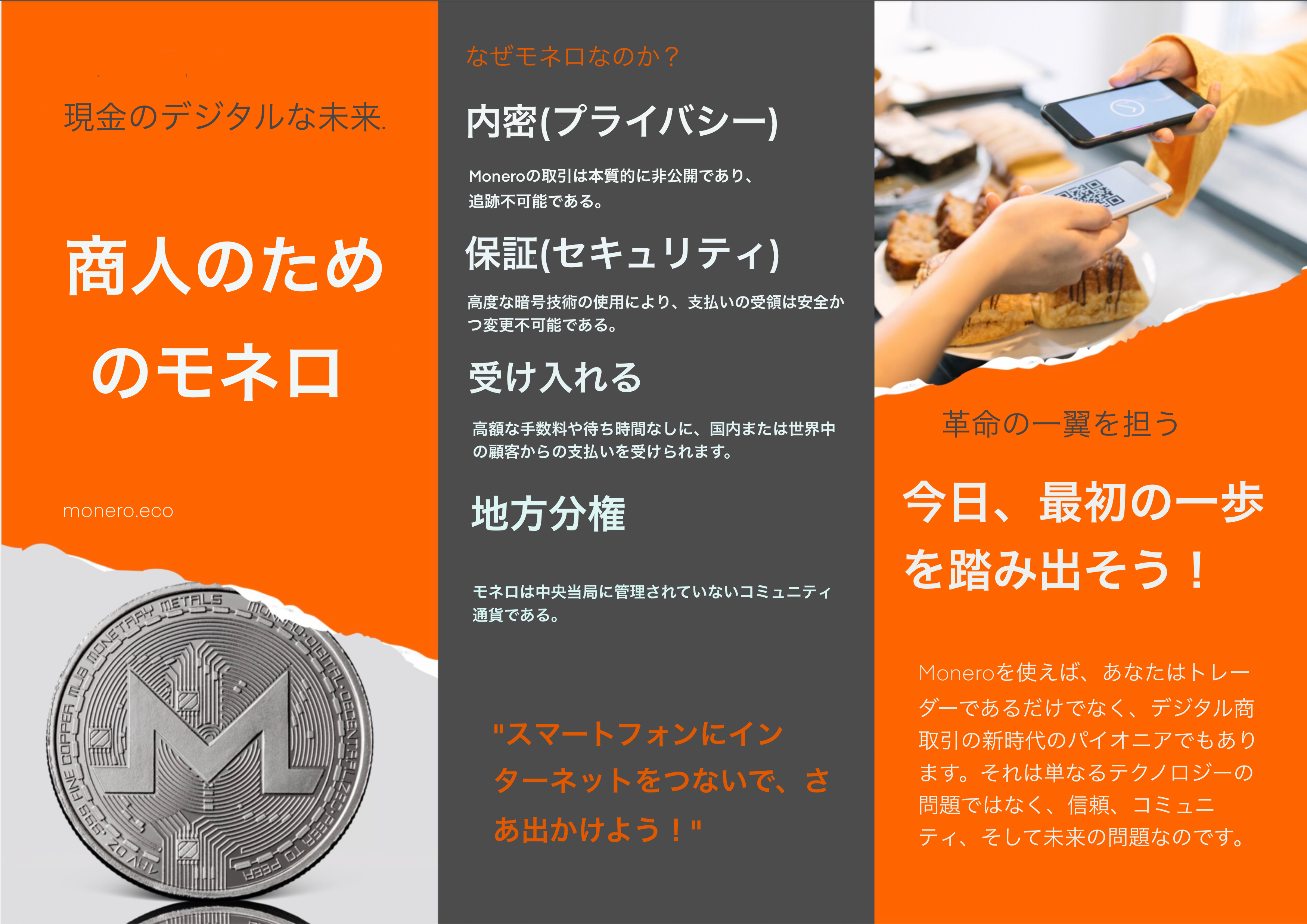 現金のデジタルな未来.
商人のため
のモネロ
monero.eco
MONETARY METALS
.999 FINE COPPER
PEER TO PEER
なぜモネロなのか？
内密(プライバシー)
Moneroの取引は本質的に非公開であり、
追跡不可能である。
保証(セキュリティ)
高度な暗号技術の使用により、支払いの受領は安全か
つ変更不可能である。
受け入れる
高額な手数料や待ち時間なしに、国内または世界中
の顧客からの支払いを受けられます。
地方分権
モネロは中央当局に管理されていないコミュニティ
通貨である。
"スマートフォンにイン
ターネットをつないで、さ
あ出かけよう！"
革命の一翼を担う
今日、最初の一歩
を踏み出そう！
Moneroを使えば、あなたはトレー
ダーであるだけでなく、デジタル商
取引の新時代のパイオニアでもあり
ます。それは単なるテクノロジーの
問題ではなく、信頼、コミュニ
ティ、そして未来の問題なのです。